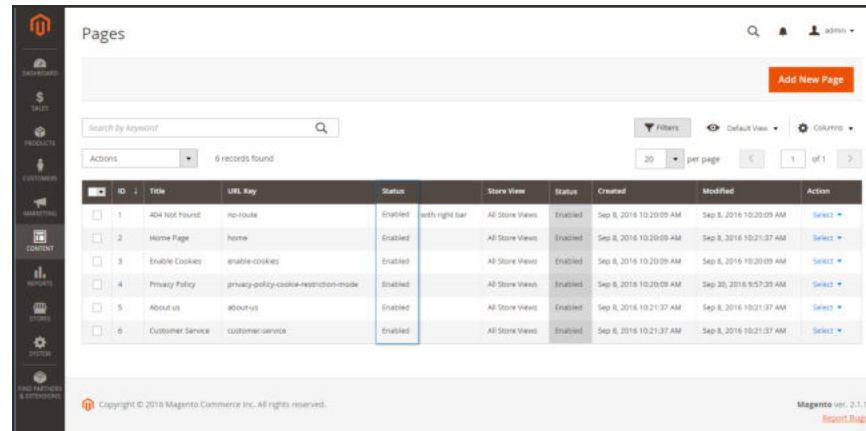 Pages
admin
Add New Page
DASHBOARD
SALES
PRODUCTS
CUSTOMERS
MARKETING
CONTENT
REPORTS
STORES
SYSTEM
FIND PARTNERS
& EXTENSIONS
Search by keyword
Filters Default View Columns
Actions 6 records found 20 per page 1 of 1
ID ↓ Title URL Key Status Store View Status Created Modified Action
1 404 Not Found no-route Enabled with right bar All Store Views Enabled Sep 8, 2016 10:20:09 AM Sep 8, 2016 10:20:09 AM Select
2 Home Page home Enabled All Store Views Enabled Sep 8, 2016 10:20:09 AM Sep 8, 2016 10:21:37 AM Select
3 Enable Cookies enable-cookies Enabled All Store Views Enabled Sep 8, 2016 10:20:09 AM Sep 8, 2016 10:20:09 AM Select
4 Privacy Policy privacy-policy-cookie-restriction-mode Enabled All Store Views Enabled Sep 8, 2016 10:20:09 AM Sep 30, 2016 9:57:39 AM Select
5 About us about-us Enabled All Store Views Enabled Sep 8, 2016 10:21:37 AM Sep 8, 2016 10:21:37 AM Select
6 Customer Service customer-service Enabled All Store Views Enabled Sep 8, 2016 10:21:37 AM Sep 8, 2016 10:21:37 AM Select
Copyright © 2016 Magento Commerce Inc. All rights reserved.
Magento ver. 2.1.1
Report Bugs